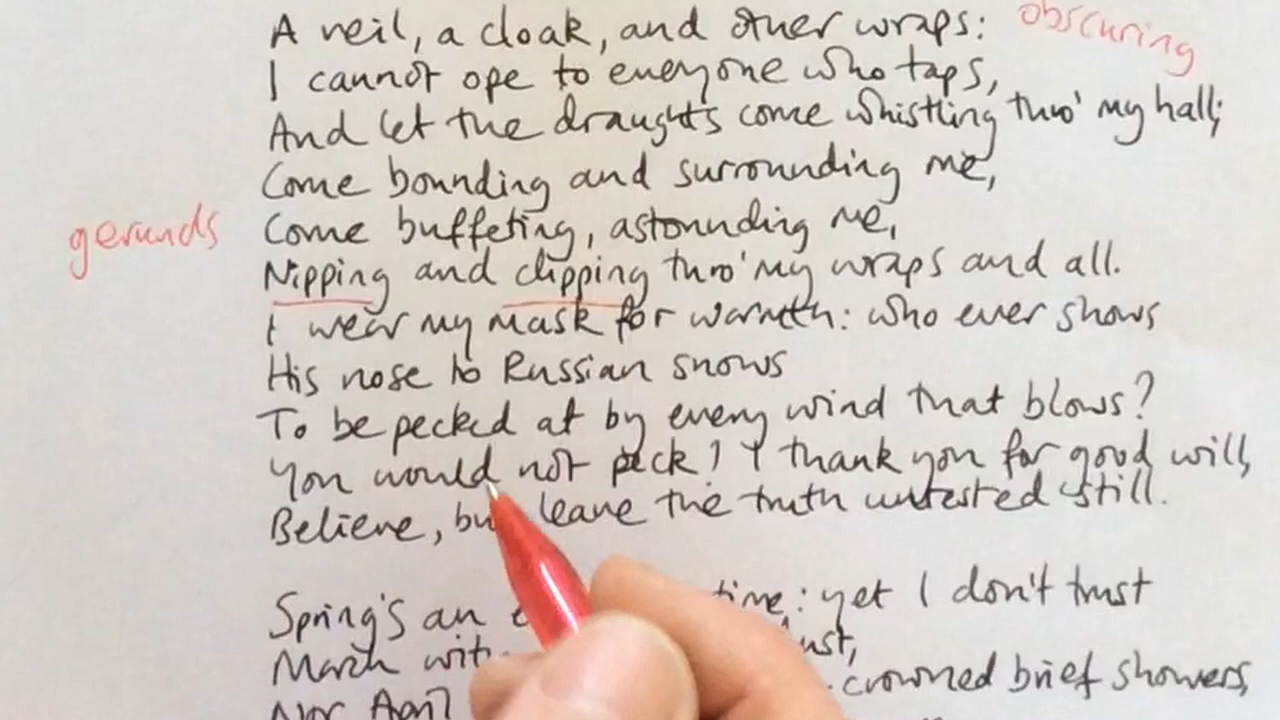 A veil, a cloak, and other wraps:
obscuring
I cannot ope to everyone who taps,
And let the draughts come whistling thro' my hall;
Come bounding and surrounding me,
gerunds
Come buffeting, astounding me,
Nipping and clipping thro' my wraps and all.
I wear my mask for warmth: who ever shows
His nose to Russian snows
To be pecked at by every wind that blows?
You would not peck? I thank you for good will,
Believe, but leave the truth untested still.
Spring's an time: yet I don't trust
March with ust,
Nor April crowned brief showers,